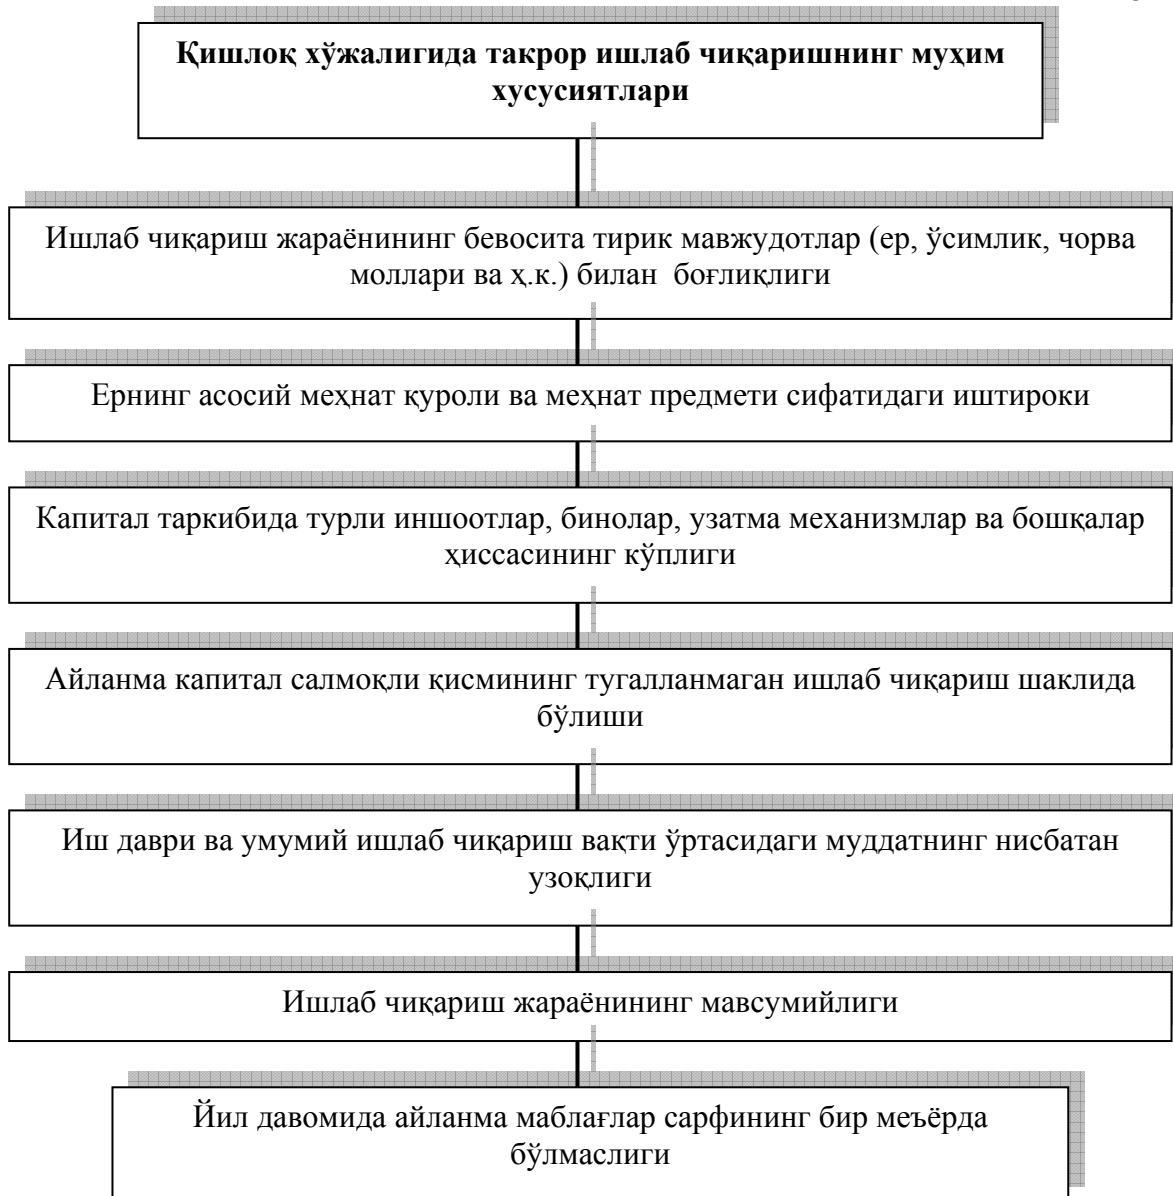 Қишлоқ хўжалигида такрор ишлаб чиқаришнинг муҳим
хусусиятлари
Ишлаб чиқариш жараёнининг бевосита тирик мавжудотлар (ер, ўсимлик, чорва
моллари ва ҳ.к.) билан боғлиқлиги
Ернинг асосий меҳнат қуроли ва меҳнат предмети сифатидаги иштироки
Капитал таркибида турли иншоотлар, бинолар, узатма механизмлар ва бошқалар
ҳиссасининг кўплиги
Айланма капитал салмоқли қисмининг тугалланмаган ишлаб чиқариш шаклида
бўлиши
Иш даври ва умумий ишлаб чиқариш вақти ўртасидаги муддатнинг нисбатан
узоқлиги
Ишлаб чиқариш жараёнининг мавсумийлиги
Йил давомида айланма маблағлар сарфининг бир меъёрда
бўлмаслиги